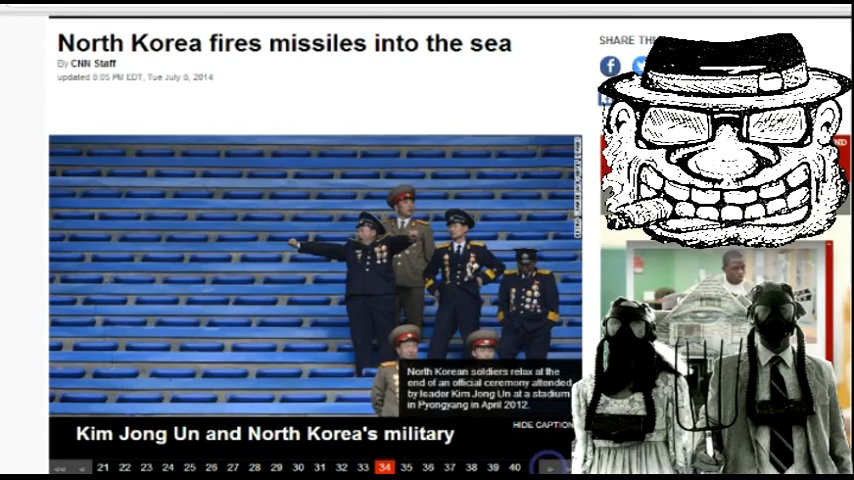 North Korea fires missiles into the sea
By CNN Staff
updated 8:05 PM EDT, Tue July 8, 2014
SHARE TH
North Korean soldiers relax at the
end of an official ceremony attended
by leader Kim Jong Un at a stadium
in Pyongyang in April 2012.
Kim Jong Un and North Korea's military
HIDE CAPTION
<< < 21 22 23 24 25 26 27 28 29 30 31 32 33 34 35 36 37 38 39 40 >